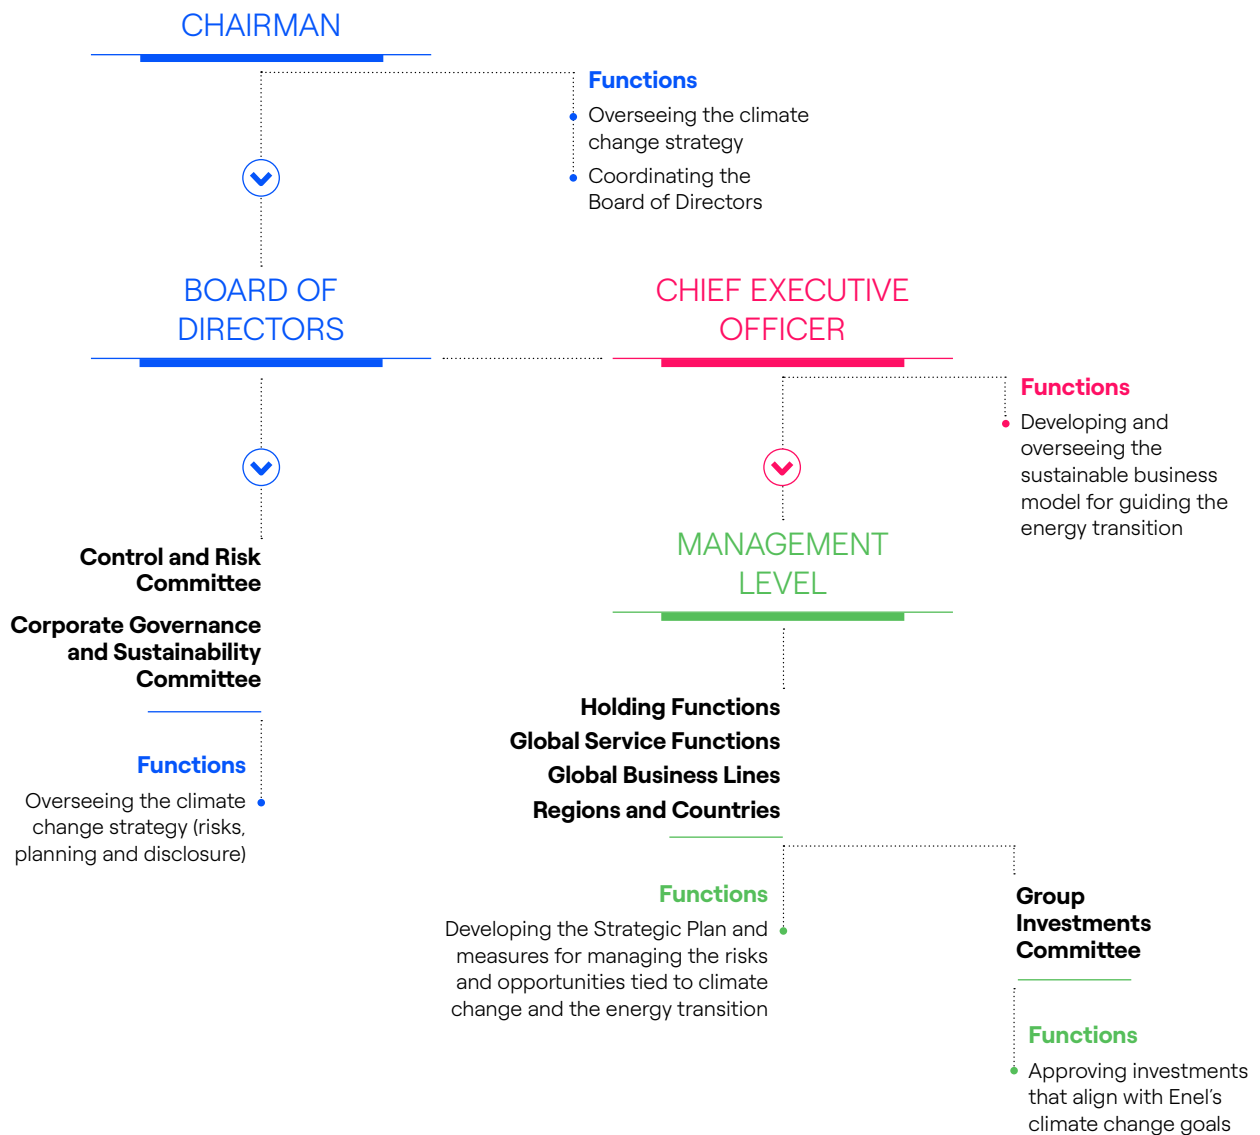 CHAIRMAN
Functions
Overseeing the climate
change strategy
Coordinating the
Board of Directors
BOARD OF
DIRECTORS
CHIEF EXECUTIVE
OFFICER
Functions
Developing and
overseeing the
sustainable business
model for guiding the
energy transition
Control and Risk
Committee
Corporate Governance
and Sustainability
Committee
Functions
Overseeing the climate
change strategy (risks,
planning and disclosure)
MANAGEMENT
LEVEL
Holding Functions
Global Service Functions
Global Business Lines
Regions and Countries
Functions
Developing the Strategic Plan and
measures for managing the risks
and opportunities tied to climate
change and the energy transition
Group
Investments
Committee
Functions
Approving investments
that align with Enel’s
climate change goals